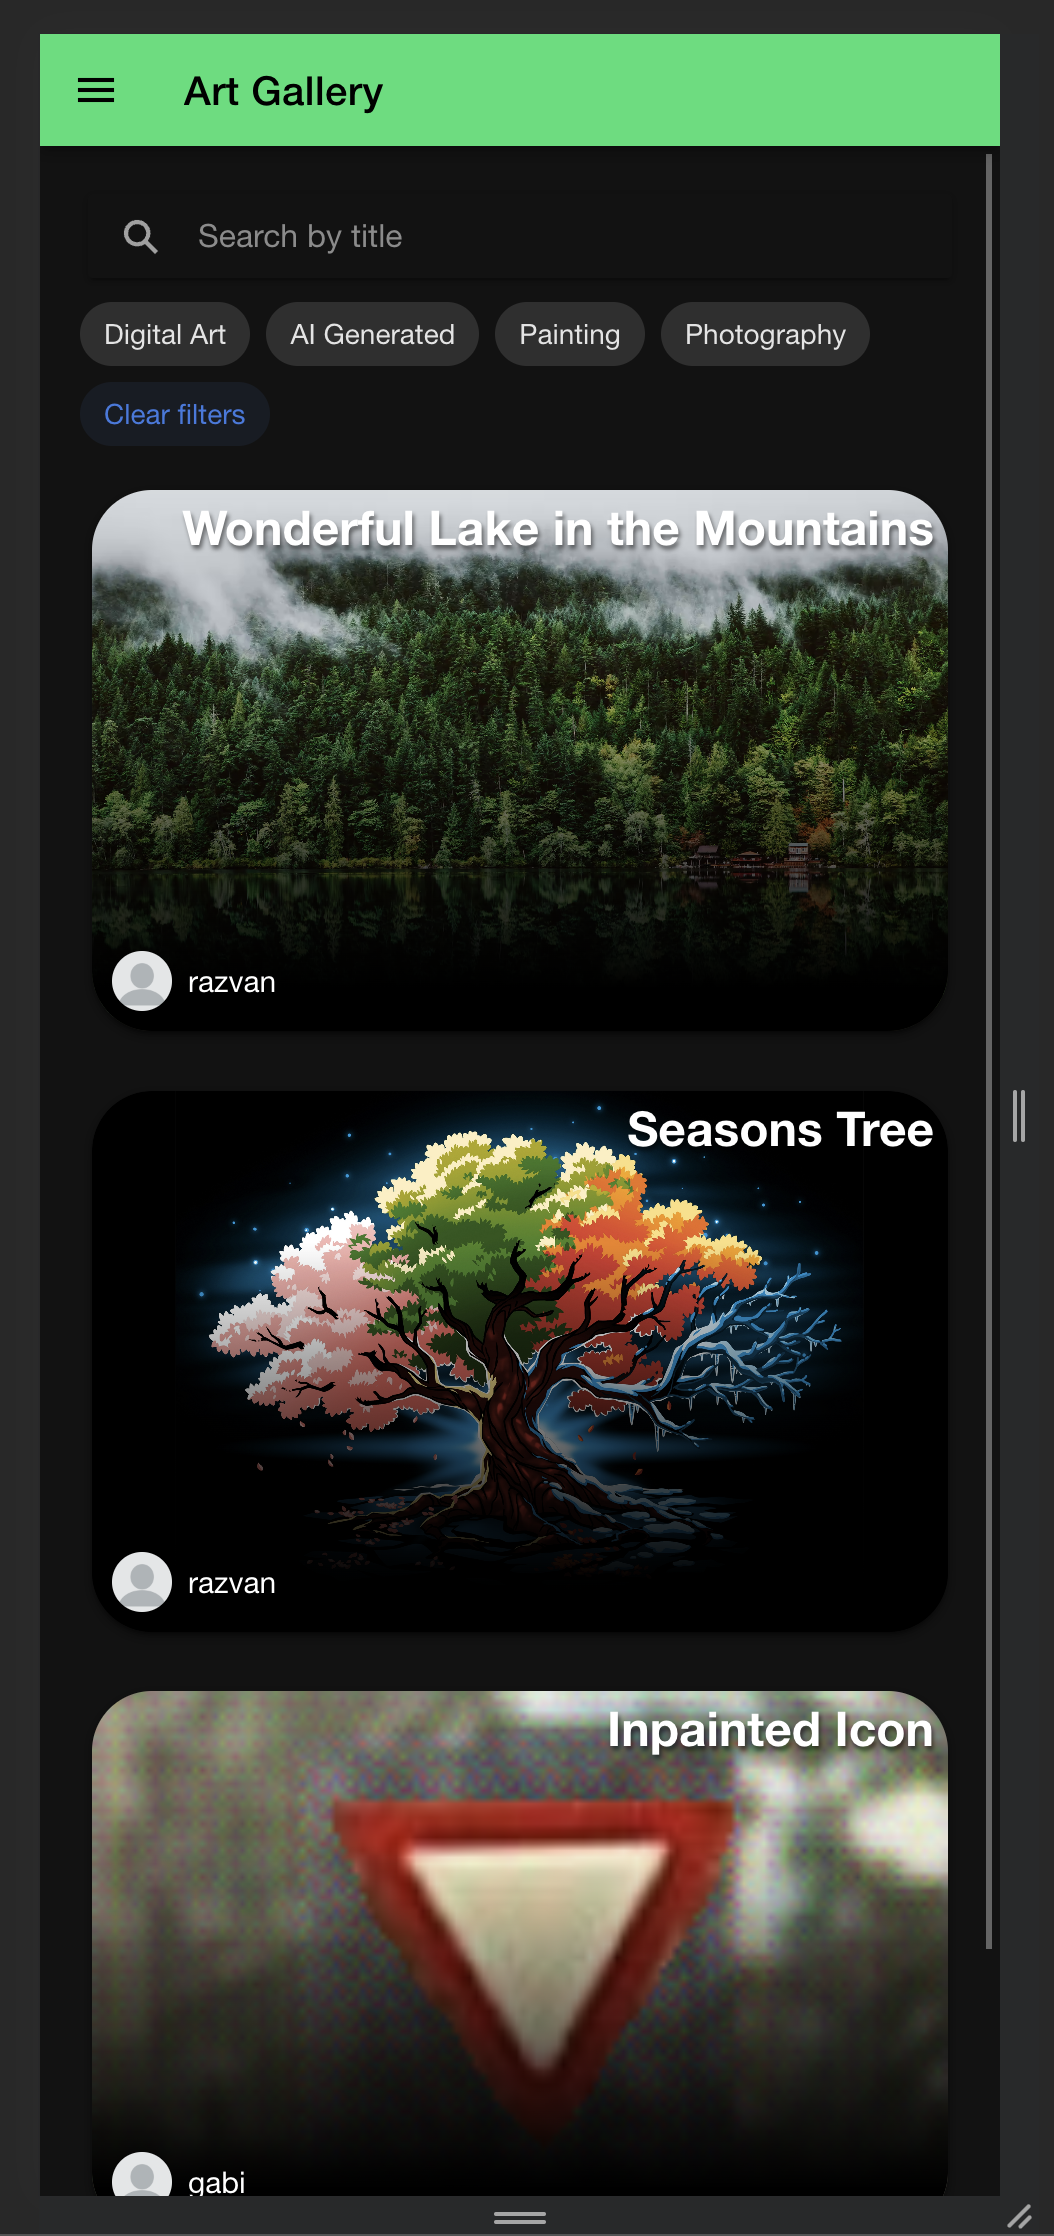 Art Gallery
Search by title
Digital Art AI Generated Painting Photography
Clear filters
Wonderful Lake in the Mountains
razvan
Seasons Tree
razvan
Inpainted Icon
gabi